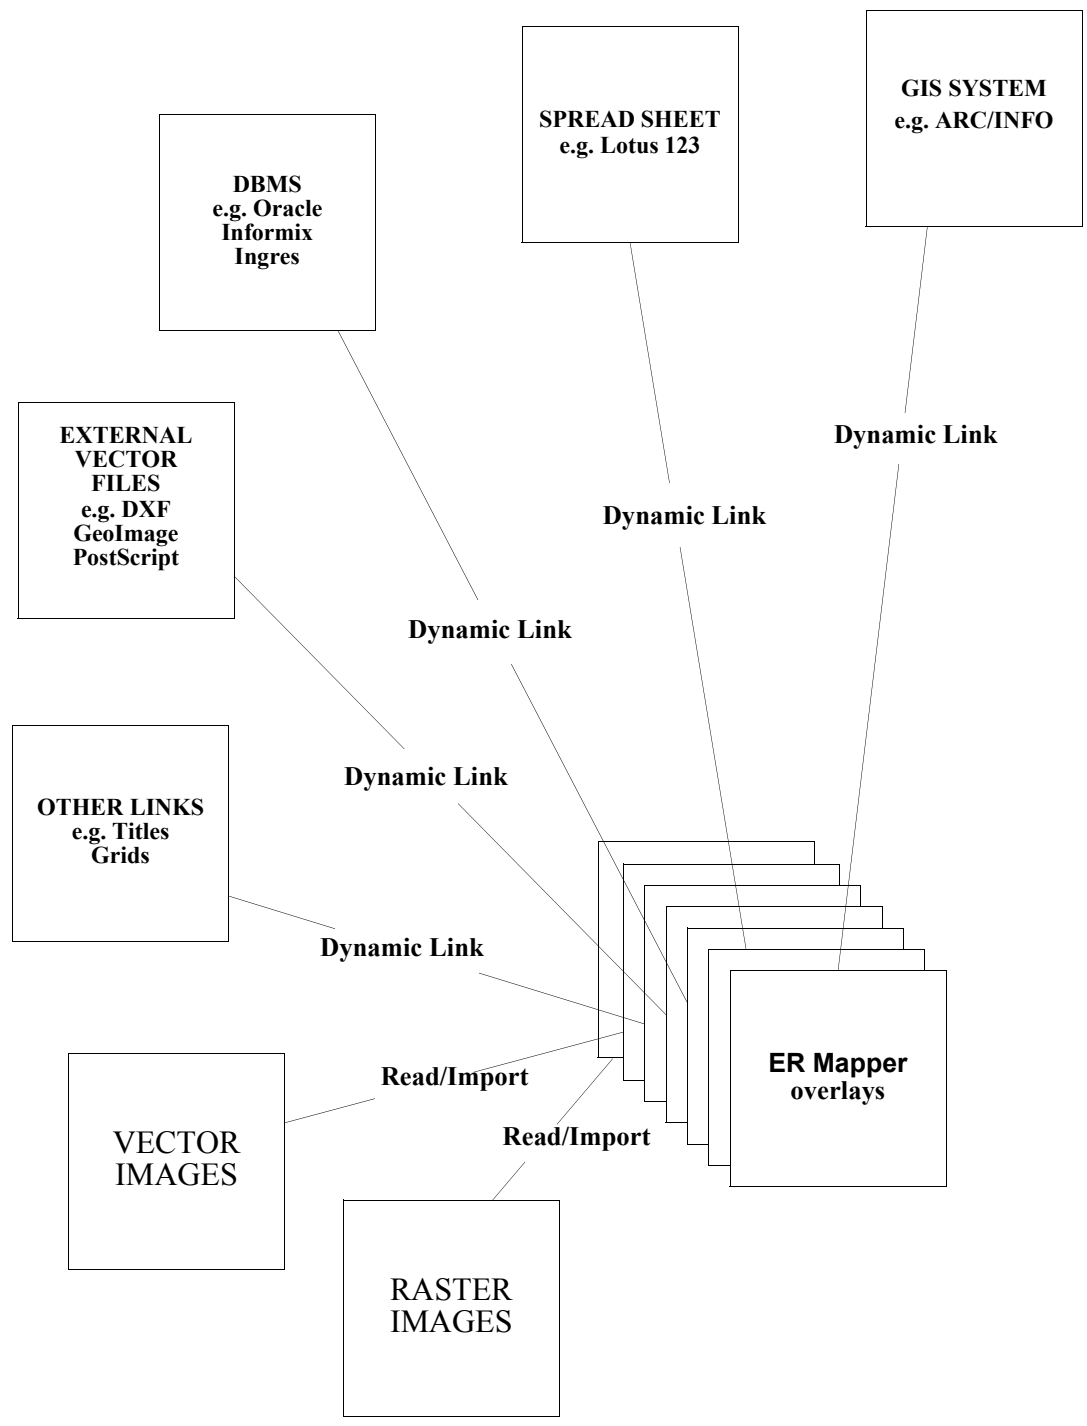 GIS SYSTEM
e.g. ARC/INFO
SPREAD SHEET
e.g. Lotus 123
DBMS
e.g. Oracle
Informix
Ingres
EXTERNAL
VECTOR
FILES
e.g. DXF
GeoImage
PostScript
Dynamic Link
Dynamic Link
Dynamic Link
Dynamic Link
OTHER LINKS
e.g. Titles
Grids
Dynamic Link
Read/Import
ER Mapper
overlays
Read/Import
VECTOR
IMAGES
RASTER
IMAGES